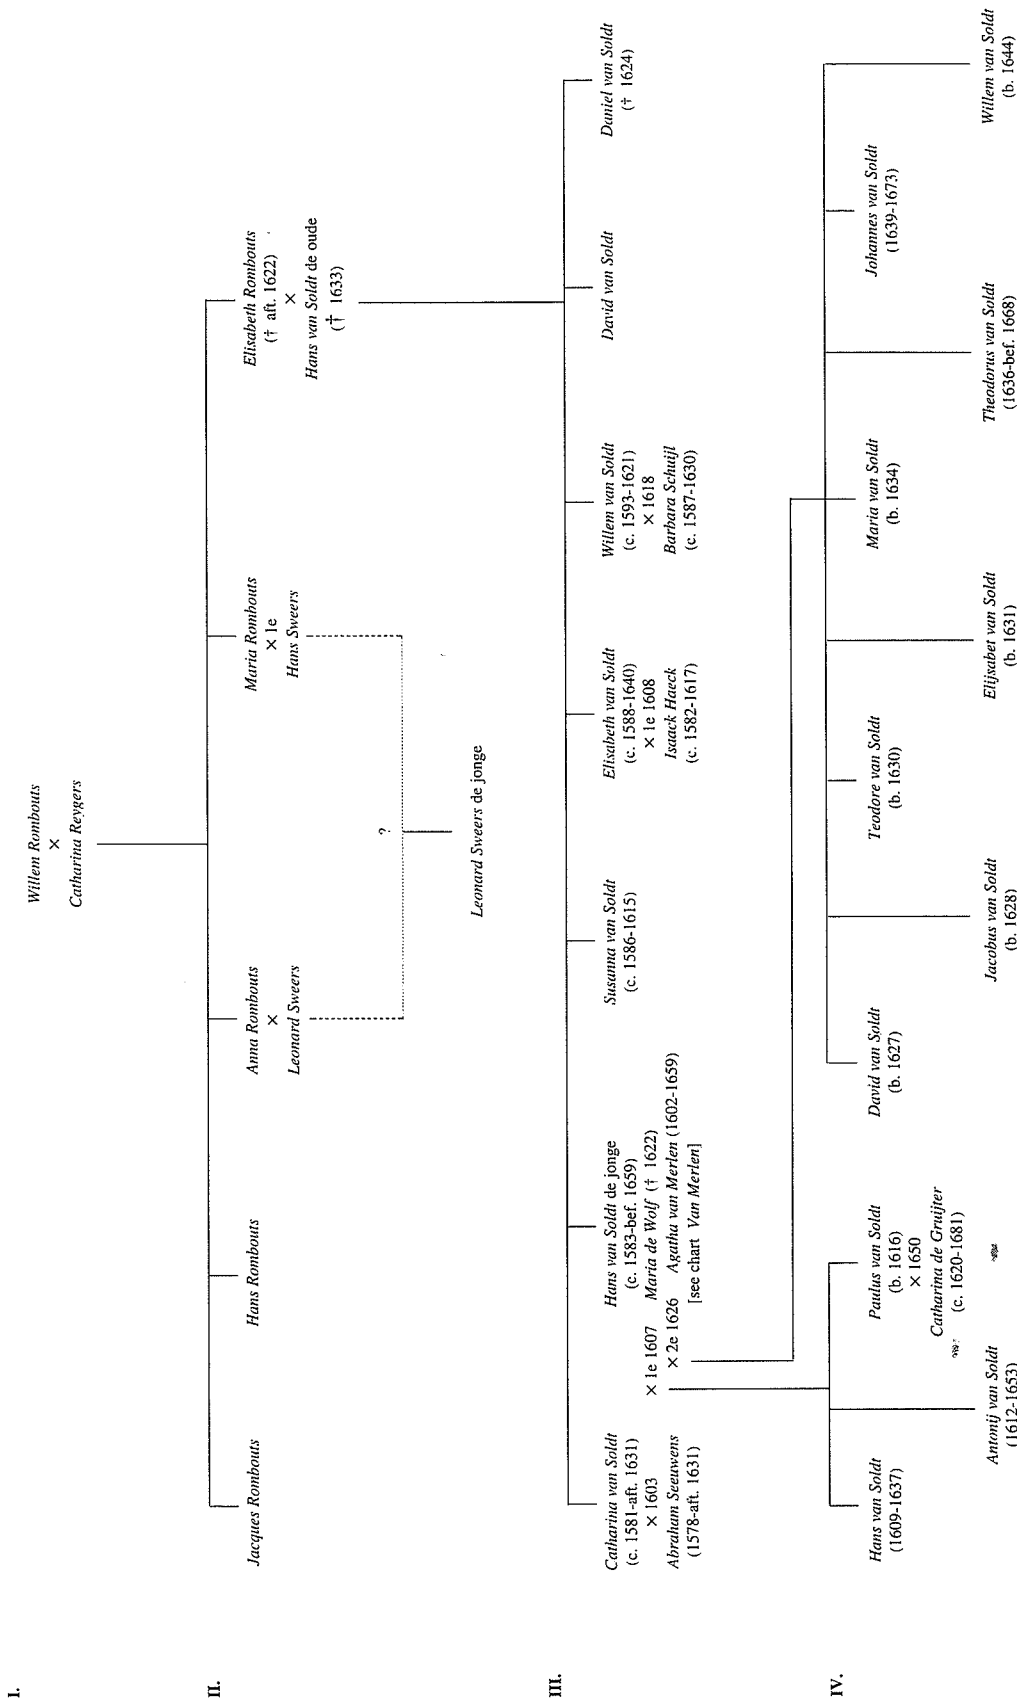 I.
Willem Rombouts
×
Catharina Reygers
II.
Jacques Rombouts
Hans Rombouts
Anna Rombouts
×
Leonard Sweers
Maria Rombouts
× 1e
Hans Sweers
Elisabeth Rombouts
(† aft. 1622)
×
Hans van Soldt de oude
(† 1633)
?
Leonard Sweers de jonge
III.
Catharina van Soldt
(c. 1581-aft. 1631)
× 1603
Abraham Seeuwens
(1578-aft. 1631)
Hans van Soldt de jonge
(c. 1583-bef. 1659)
× 1e 1607 Maria de Wolf († 1622)
× 2e 1626 Agatha van Merlen (1602-1659)
[see chart Van Merlen]
Susanna van Soldt
(c. 1586-1615)
Elisabeth van Soldt
(c. 1588-1640)
× 1e 1608
Isaack Haeck
(c. 1582-1617)
Willem van Soldt
(c. 1593-1621)
× 1618
Barbara Schuijl
(c. 1587-1630)
David van Soldt
Daniel van Soldt
(† 1624)
IV.
Hans van Soldt
(1609-1637)
Antonij van Soldt
(1612-1653)
Paulus van Soldt
(b. 1616)
× 1650
Catharina de Gruijter
(c. 1620-1681)
David van Soldt
(b. 1627)
Jacobus van Soldt
(b. 1628)
Teodore van Soldt
(b. 1630)
Elijsabet van Soldt
(b. 1631)
Maria van Soldt
(b. 1634)
Theodorus van Soldt
(1636-bef. 1668)
Johannes van Soldt
(1639-1673)
Willem van Soldt
(b. 1644)